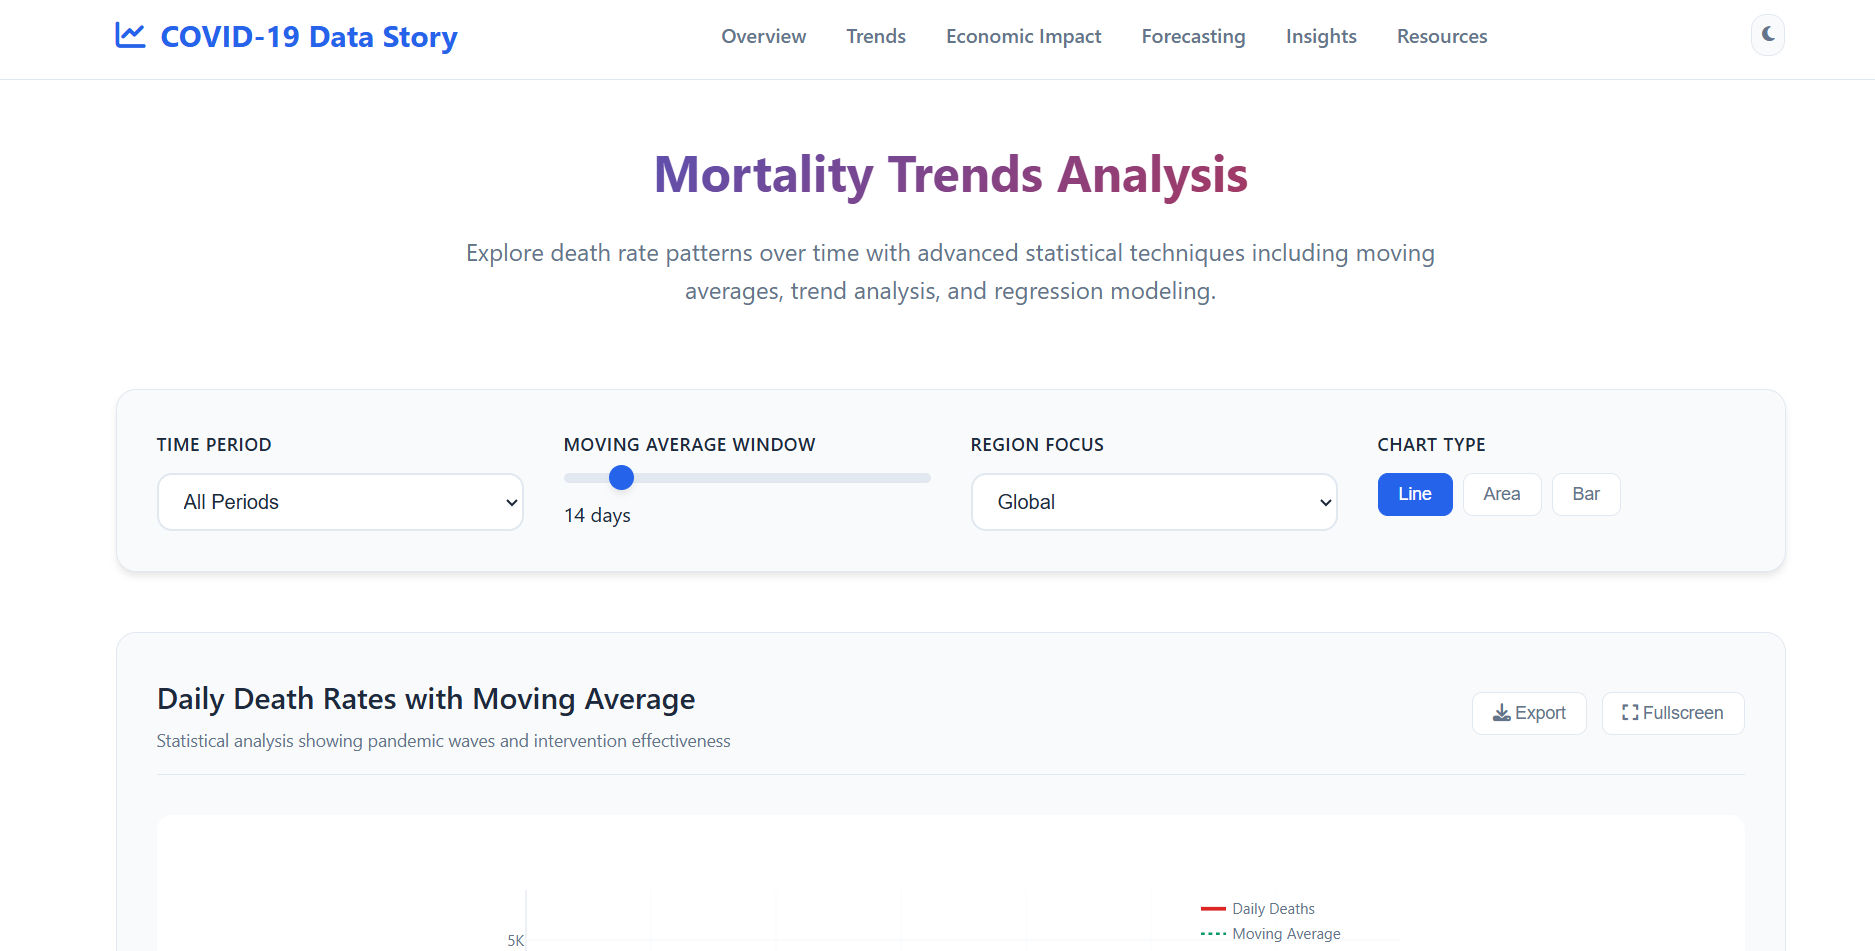 COVID-19 Data Story
Overview
Trends
Economic Impact
Forecasting
Insights
Resources
Mortality Trends Analysis
Explore death rate patterns over time with advanced statistical techniques including moving
averages, trend analysis, and regression modeling.
TIME PERIOD
All Periods
MOVING AVERAGE WINDOW
14 days
REGION FOCUS
Global
CHART TYPE
Line
Area
Bar
Daily Death Rates with Moving Average
Statistical analysis showing pandemic waves and intervention effectiveness
Export
Fullscreen
Daily Deaths
Moving Average
5K